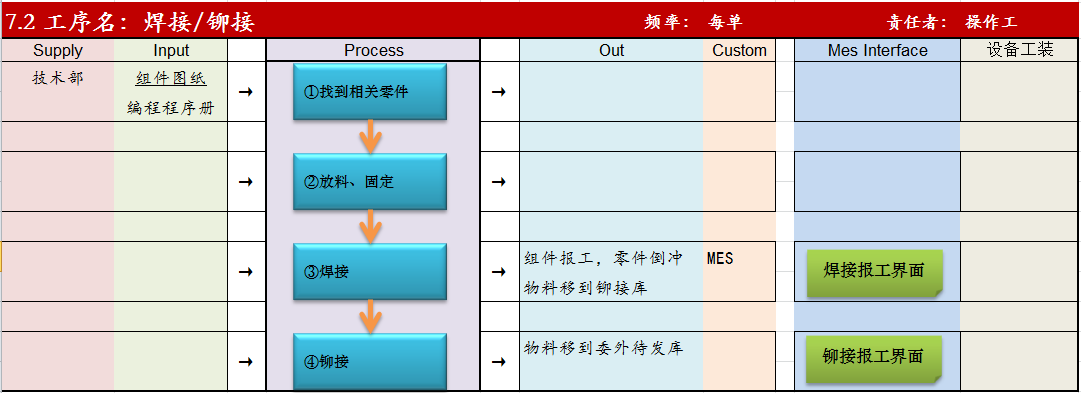 7.2 工序名：焊接/铆接 频率： 每单 責任者： 操作工
Supply Input Process Out Custom Mes Interface 设备工装
技术部 组件图纸
编程程序册
→ ①找到相关零件 →
→ ②放料、固定 →
→ ③焊接 → 组件报工，零件倒冲 MES 焊接报工界面
物料移到铆接库
→ ④铆接 → 物料移到委外待发库 铆接报工界面